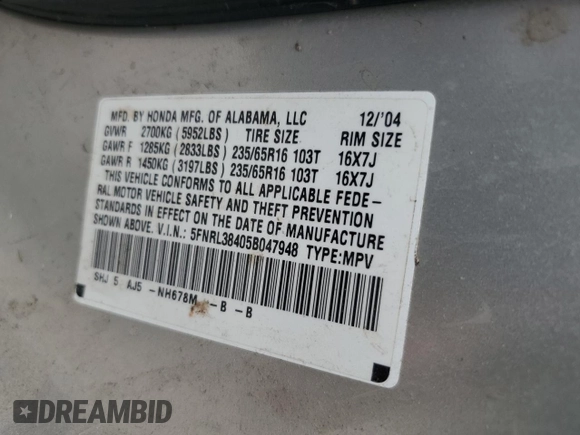 MFD. BY HONDA MFG. OF ALABAMA, LLC 12/'04
GVWR 2700KG (5952LBS) TIRE SIZE RIM SIZE
GAWR F 1285KG (2833LBS) 235/65R16 103T 16X7J
GAWR R 1450KG (3197LBS) 235/65R16 103T 16X7J
THIS VEHICLE CONFORMS TO ALL APPLICABLE FEDE-
RAL MOTOR VEHICLE SAFETY AND THEFT PREVENTION
STANDARDS IN EFFECT ON THE DATE OF MANUFACTURE
SHOWN ABOVE. V.I.N.: 5FNRL38405B047948 TYPE:MPV
SHJ 5 AJ5 -NH678M -B -B
DREAMBID